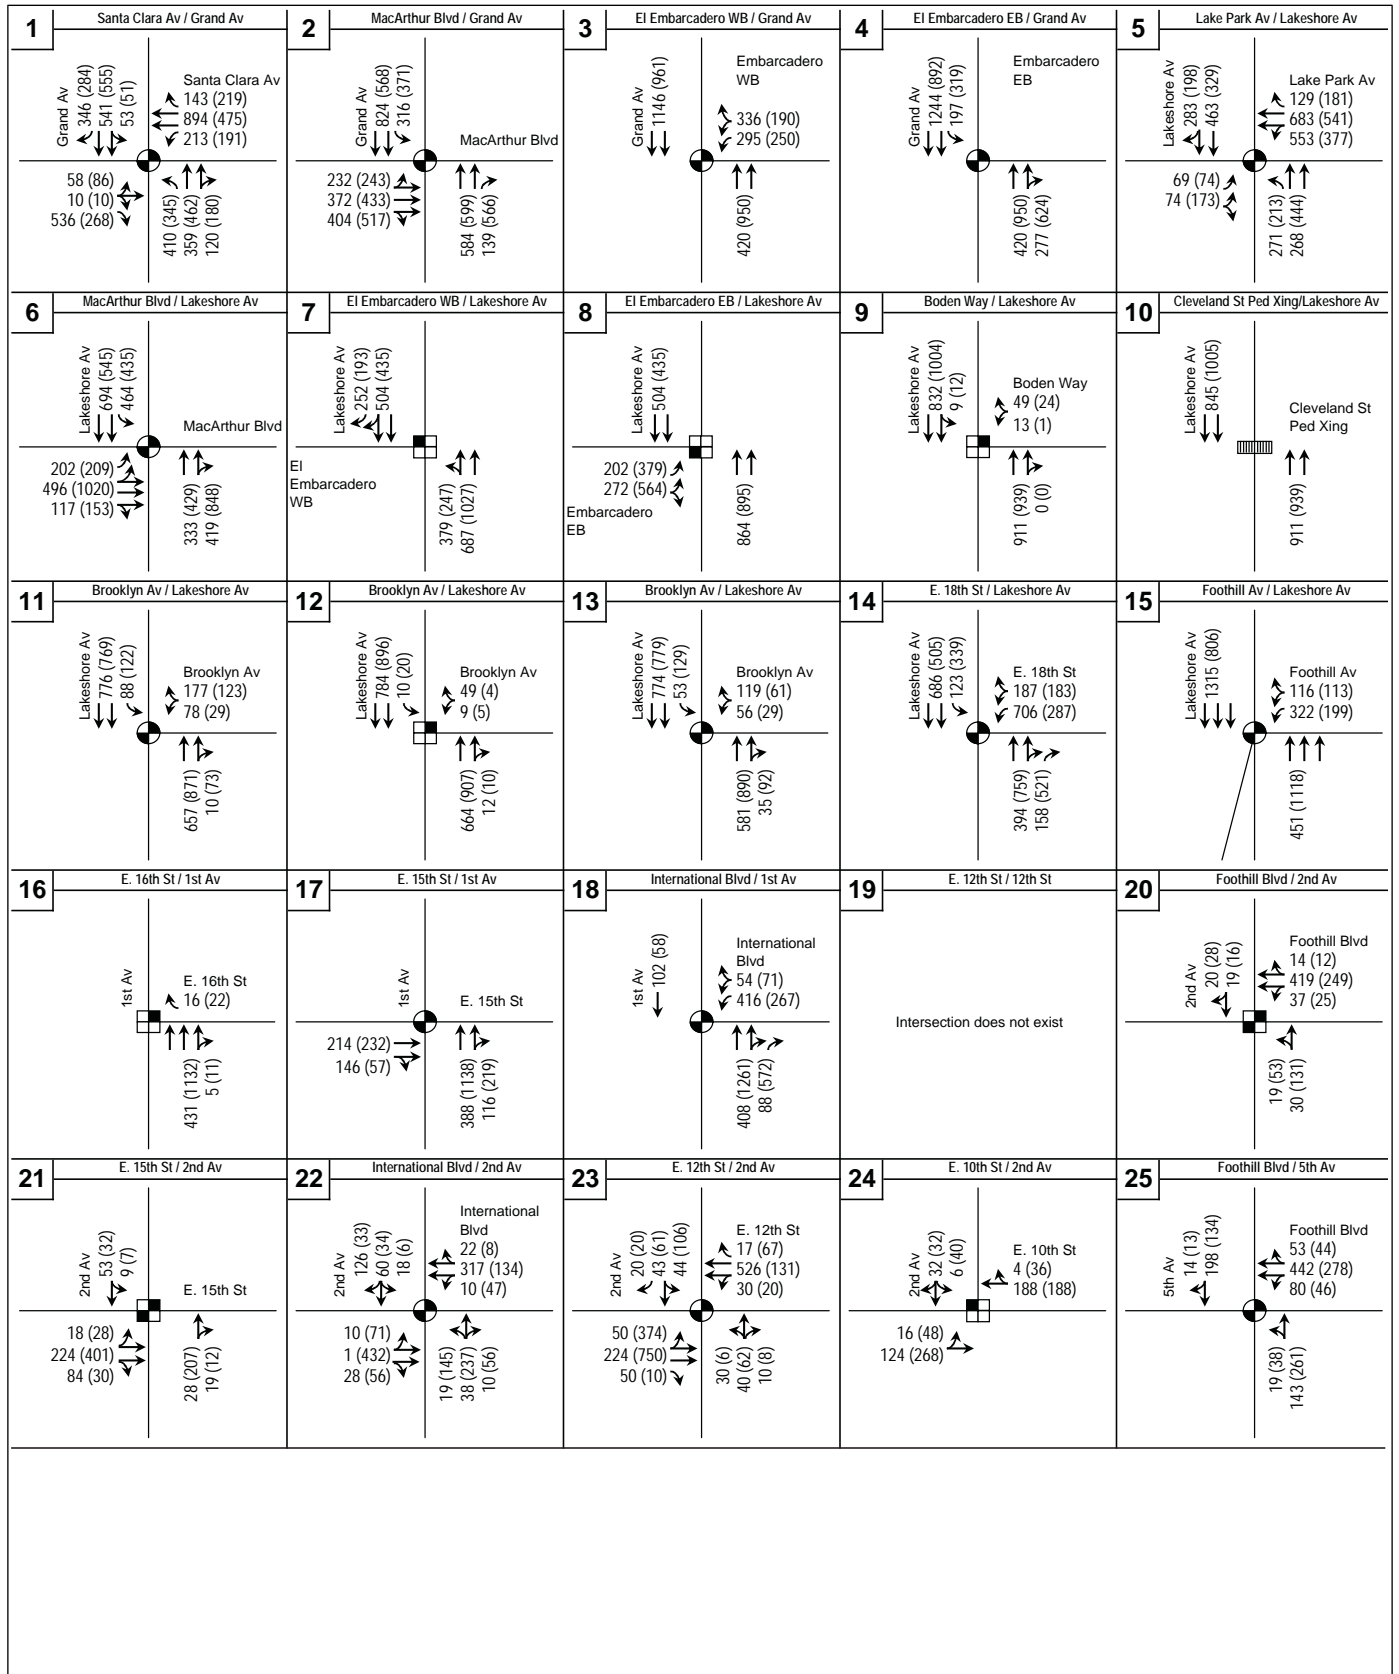 1
Santa Clara Av / Grand Av
Grand Av
346 (284)
541 (555)
53 (51)
Santa Clara Av
143 (219)
894 (475)
213 (191)
58 (86)
10 (10)
536 (268)
410 (345)
359 (462)
120 (180)
2
MacArthur Blvd / Grand Av
Grand Av
824 (568)
316 (371)
MacArthur Blvd
232 (243)
372 (433)
404 (517)
584 (599)
139 (566)
3
El Embarcadero WB / Grand Av
Grand Av
1146 (961)
Embarcadero
WB
336 (190)
295 (250)
420 (950)
4
El Embarcadero EB / Grand Av
Grand Av
1244 (892)
197 (319)
Embarcadero
EB
420 (950)
277 (624)
5
Lake Park Av / Lakeshore Av
Lakeshore Av
283 (198)
463 (329)
Lake Park Av
129 (181)
683 (541)
553 (377)
69 (74)
74 (173)
271 (213)
268 (444)
6
MacArthur Blvd / Lakeshore Av
Lakeshore Av
694 (545)
464 (435)
MacArthur Blvd
202 (209)
496 (1020)
117 (153)
333 (429)
419 (848)
7
El Embarcadero WB / Lakeshore Av
Lakeshore Av
252 (193)
504 (435)
El
Embarcadero
WB
379 (247)
687 (1027)
8
El Embarcadero EB / Lakeshore Av
Lakeshore Av
504 (435)
202 (379)
272 (564)
Embarcadero
EB
864 (895)
9
Boden Way / Lakeshore Av
Lakeshore Av
832 (1004)
9 (12)
Boden Way
49 (24)
13 (1)
911 (939)
0 (0)
10
Cleveland St Ped Xing/Lakeshore Av
Lakeshore Av
845 (1005)
Cleveland St
Ped Xing
911 (939)
11
Brooklyn Av / Lakeshore Av
Lakeshore Av
776 (769)
88 (122)
Brooklyn Av
177 (123)
78 (29)
657 (871)
10 (73)
12
Brooklyn Av / Lakeshore Av
Lakeshore Av
784 (896)
10 (20)
Brooklyn Av
49 (4)
9 (5)
664 (907)
12 (10)
13
Brooklyn Av / Lakeshore Av
Lakeshore Av
774 (779)
53 (129)
Brooklyn Av
119 (61)
56 (29)
581 (890)
35 (92)
14
E. 18th St / Lakeshore Av
Lakeshore Av
686 (505)
123 (339)
E. 18th St
187 (183)
706 (287)
394 (759)
158 (521)
15
Foothill Av / Lakeshore Av
Lakeshore Av
1315 (806)
Foothill Av
116 (113)
322 (199)
451 (1118)
16
E. 16th St / 1st Av
1st Av
E. 16th St
16 (22)
431 (1132)
5 (11)
17
E. 15th St / 1st Av
1st Av
E. 15th St
214 (232)
146 (57)
388 (1138)
116 (219)
18
International Blvd / 1st Av
1st Av
102 (58)
International
Blvd
54 (71)
416 (267)
408 (1261)
88 (572)
19
E. 12th St / 12th St
Intersection does not exist
20
Foothill Blvd / 2nd Av
2nd Av
20 (28)
19 (16)
Foothill Blvd
14 (12)
419 (249)
37 (25)
19 (53)
30 (131)
21
E. 15th St / 2nd Av
2nd Av
53 (32)
9 (7)
E. 15th St
18 (28)
224 (401)
84 (30)
28 (207)
19 (12)
22
International Blvd / 2nd Av
2nd Av
126 (33)
60 (34)
18 (6)
International
Blvd
22 (8)
317 (134)
10 (47)
10 (71)
1 (432)
28 (56)
19 (145)
38 (237)
10 (56)
23
E. 12th St / 2nd Av
2nd Av
20 (20)
43 (61)
44 (106)
E. 12th St
17 (67)
526 (131)
30 (20)
50 (374)
224 (750)
50 (10)
30 (6)
40 (62)
10 (8)
24
E. 10th St / 2nd Av
2nd Av
32 (32)
6 (40)
E. 10th St
4 (36)
188 (188)
16 (48)
124 (268)
25
Foothill Blvd / 5th Av
5th Av
14 (13)
198 (134)
Foothill Blvd
53 (44)
442 (278)
80 (46)
19 (38)
143 (261)